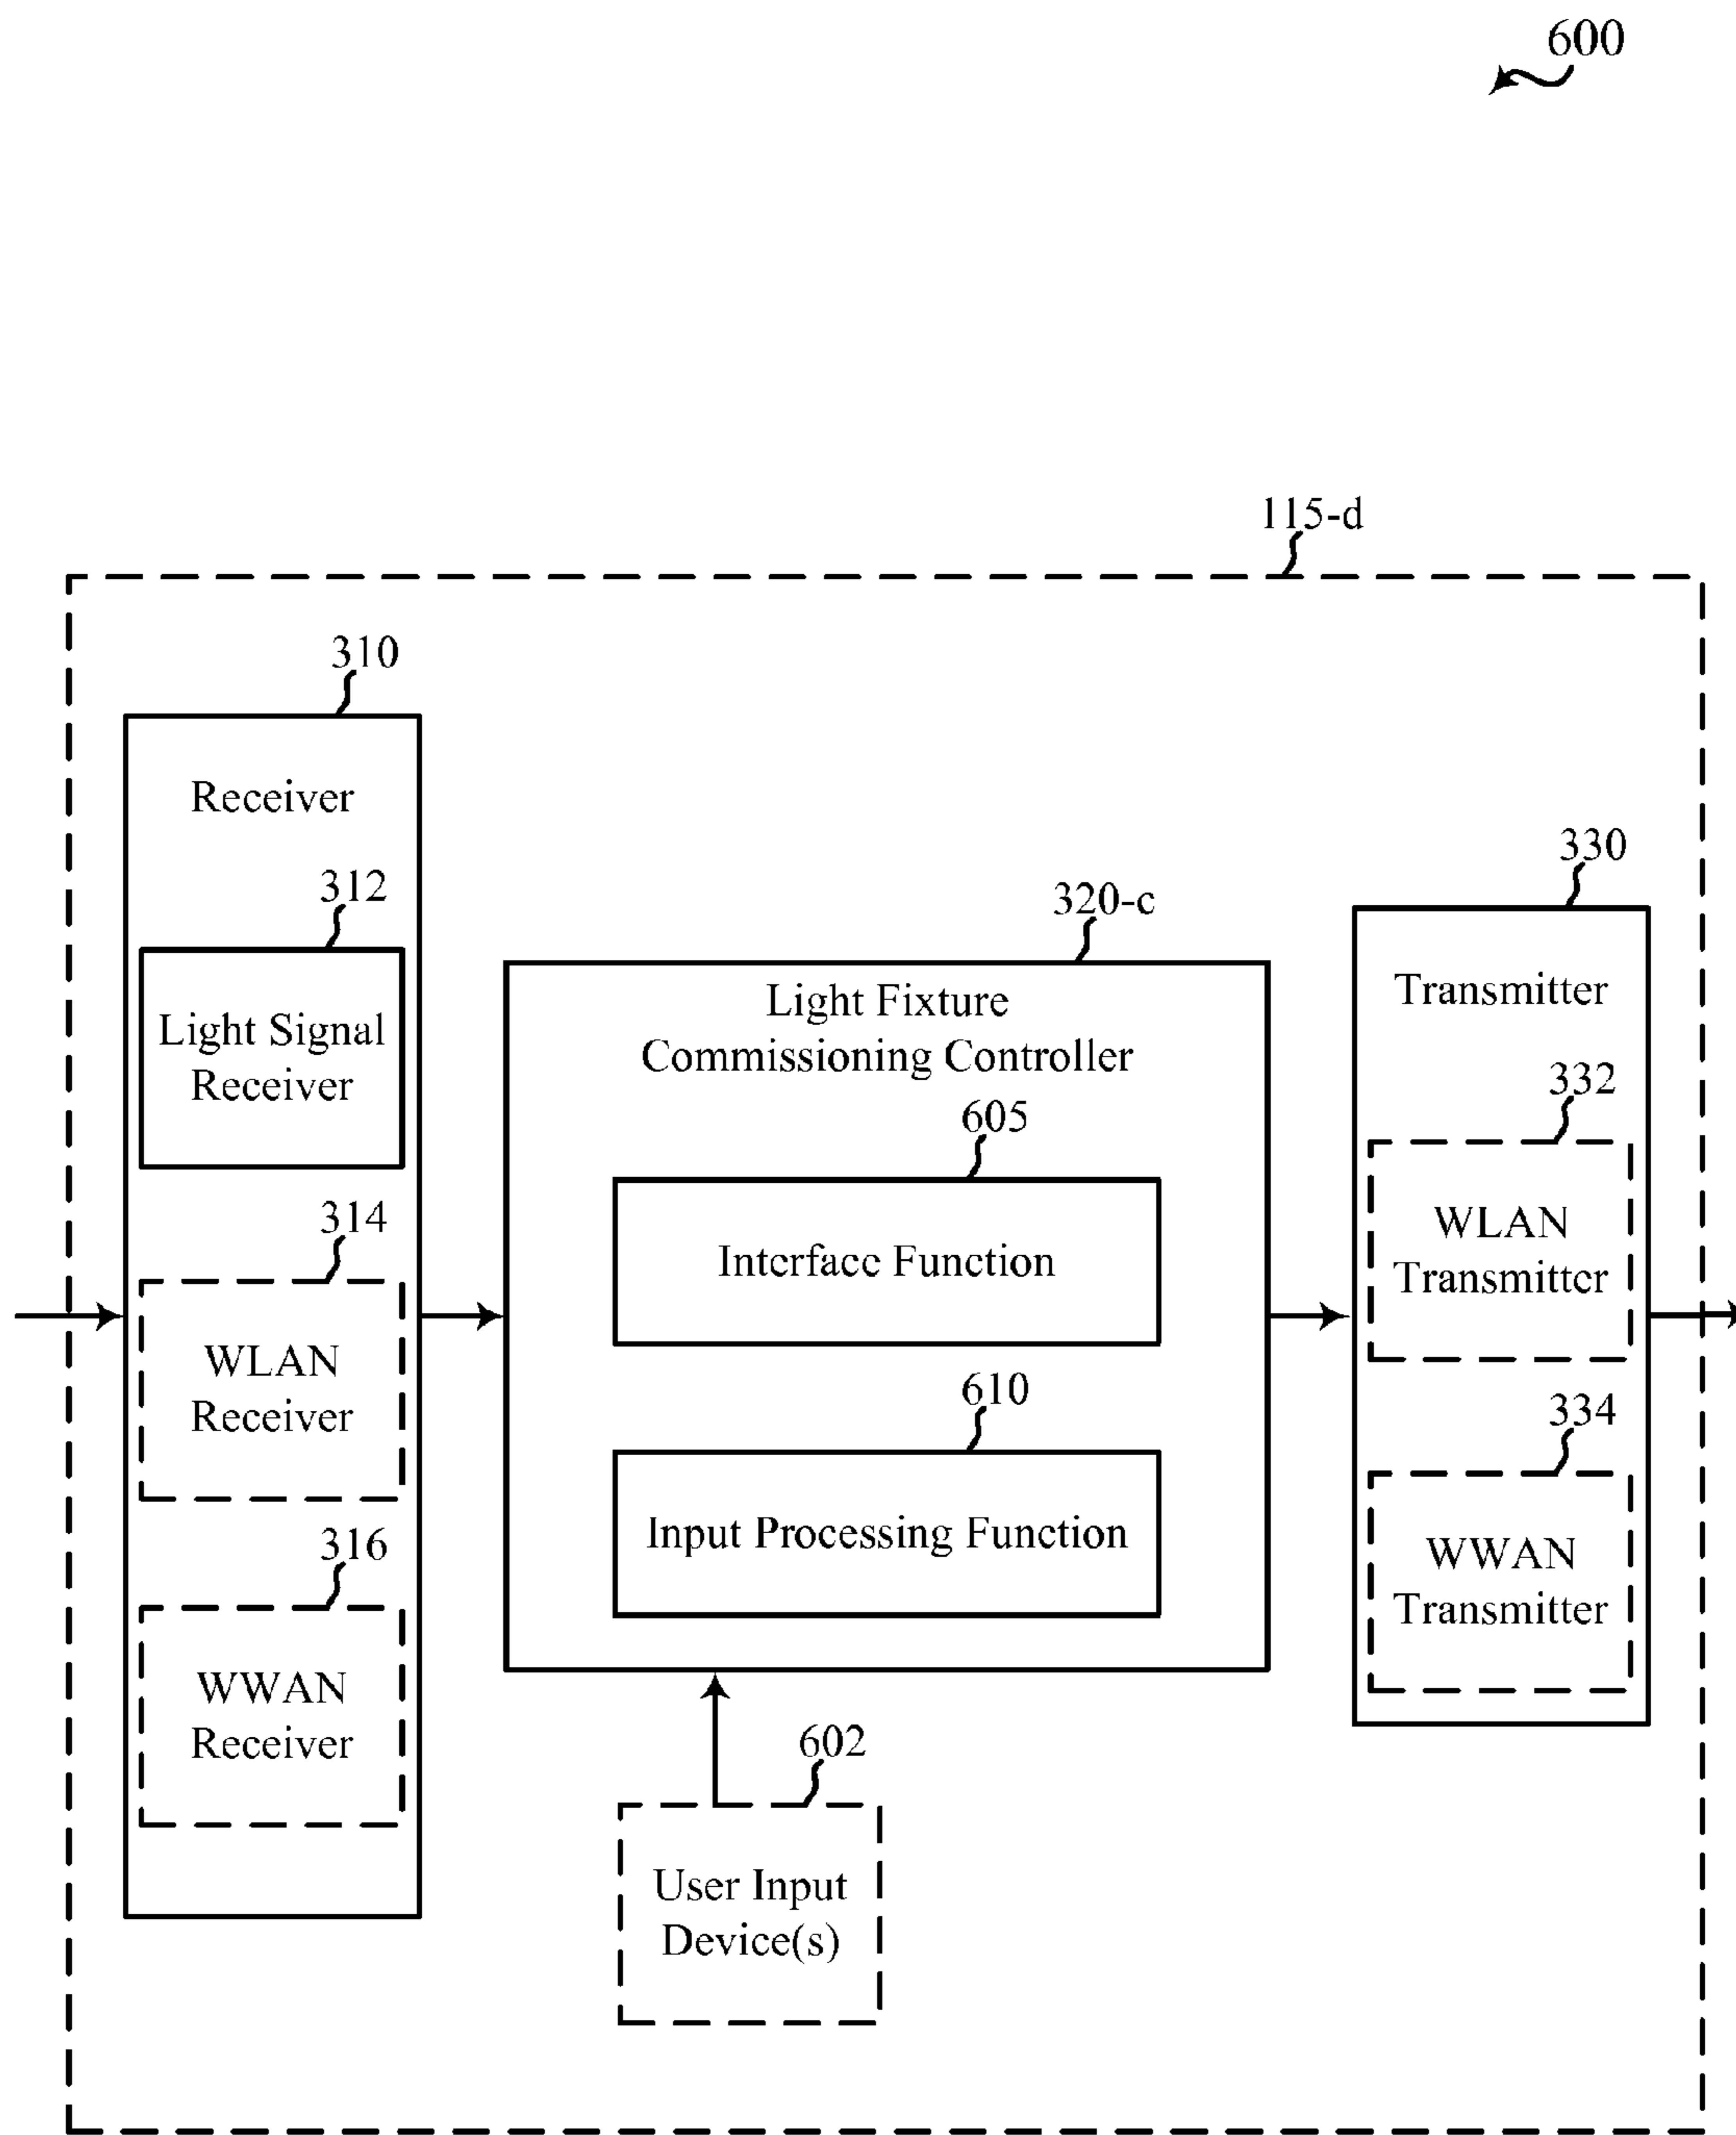 600
115-d
310
Receiver
312
Light Signal
Receiver
314
WLAN
Receiver
316
WWAN
Receiver
320-c
Light Fixture
Commissioning Controller
605
Interface Function
610
Input Processing Function
602
User Input
Device(s)
330
Transmitter
332
WLAN
Transmitter
334
WWAN
Transmitter